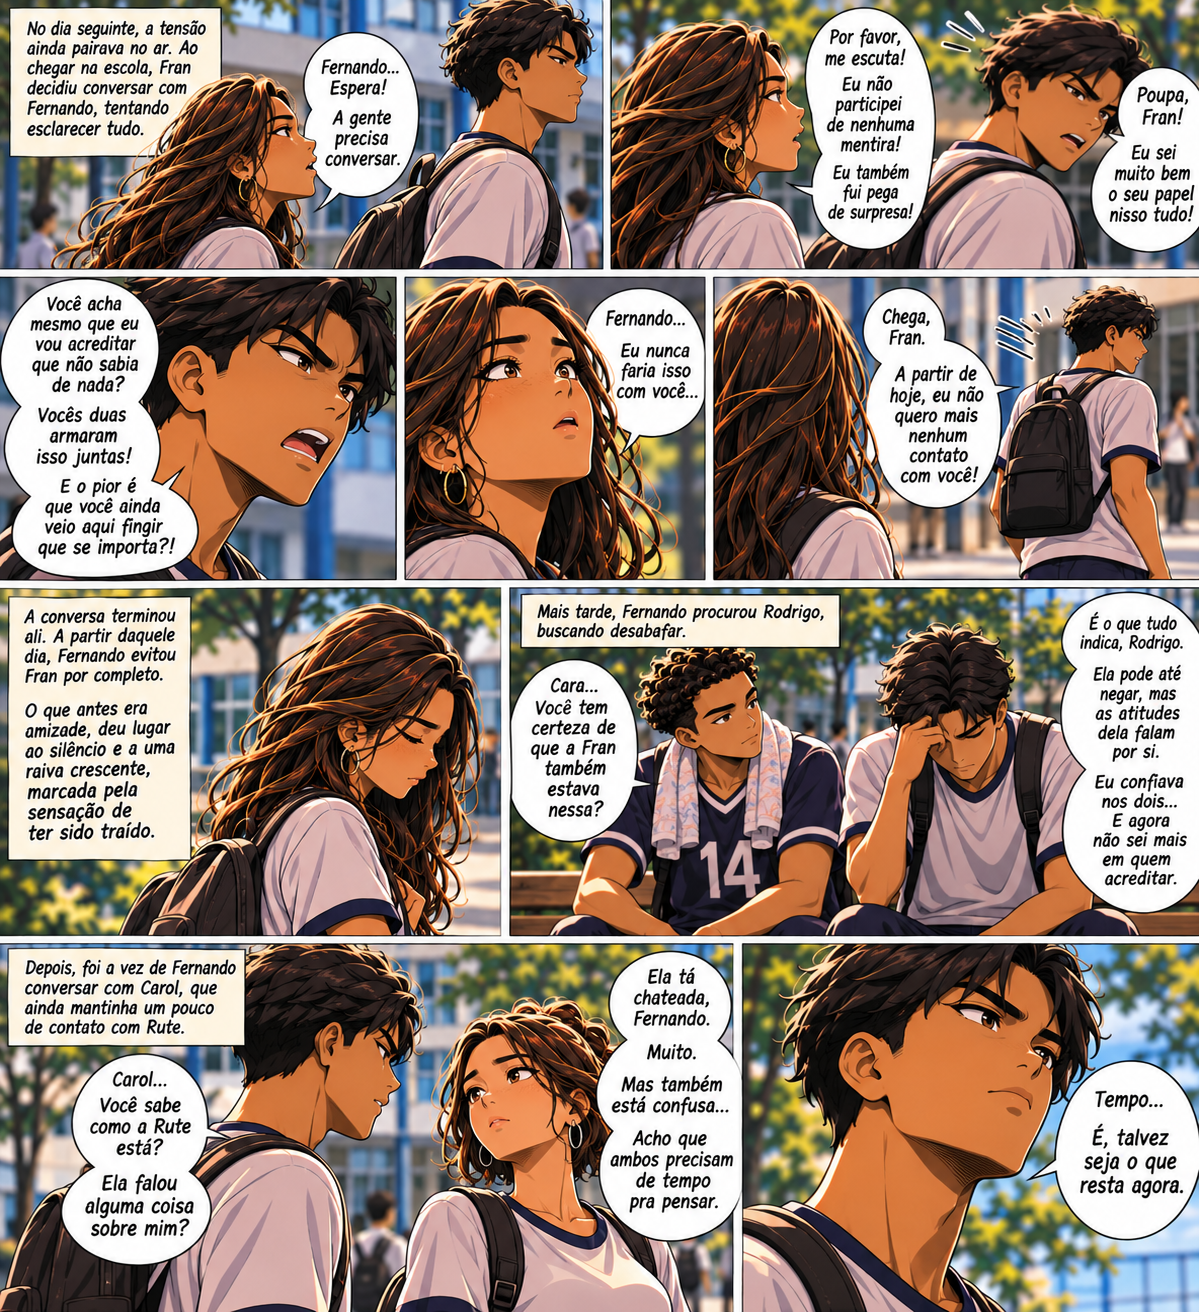 No dia seguinte, a tensão
ainda pairava no ar. Ao
chegar na escola, Fran
decidiu conversar com
Fernando, tentando
esclarecer tudo.
Fernando...
Espera!
A gente
precisa
conversar.
Por favor,
me escuta!
Eu não
participei
de nenhuma
mentira!
Eu também
fui pega
de surpresa!
Poupa,
Fran!
Eu sei
muito bem
o seu papel
nisso tudo!
Você acha
mesmo que eu
vou acreditar
que não sabia
de nada?
Vocês duas
armaram
isso juntas!
E o pior é
que você ainda
veio aqui fingir
que se importa?!
Fernando...
Eu nunca
faria isso
com você...
Chega,
Fran.
A partir de
hoje, eu não
quero mais
nenhum
contato
com você!
A conversa terminou
ali. A partir daquele
dia, Fernando evitou
Fran por completo.
O que antes era
amizade, deu lugar
ao silêncio e a uma
raiva crescente,
marcada pela
sensação de
ter sido traído.
Mais tarde, Fernando procurou Rodrigo,
buscando desabafar.
Cara...
Você tem
certeza de
que a Fran
também
estava
nessa?
14
É o que tudo
indica, Rodrigo.
Ela pode até
negar, mas
as atitudes
dela falam
por si.
Eu confiava
nos dois...
E agora
não sei mais
em quem
acreditar.
Depois, foi a vez de Fernando
conversar com Carol, que
ainda mantinha um pouco
de contato com Rute.
Carol...
Você sabe
como a Rute
está?
Ela falou
alguma coisa
sobre mim?
Ela tá
chateada,
Fernando.
Muito.
Mas também
está confusa...
Acho que
ambos precisam
de tempo
pra pensar.
Tempo...
É, talvez
seja o que
resta agora.